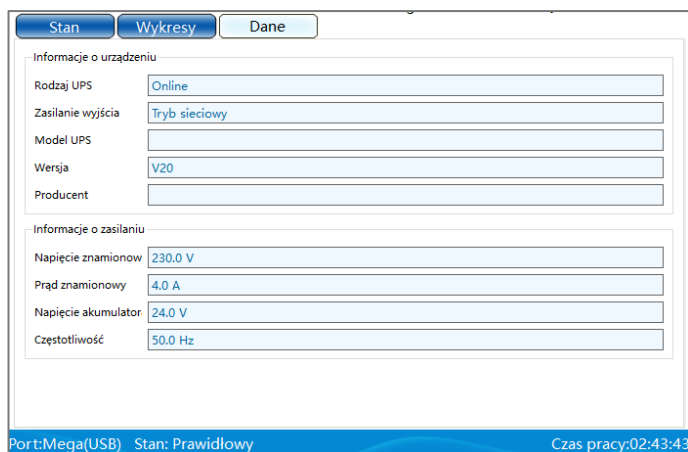 Stan Wykresy Dane
Informacje o urządzeniu
Rodzaj UPS Online
Zasilanie wyjścia Tryb sieciowy
Model UPS
Wersja V20
Producent
Informacje o zasilaniu
Napięcie znamionow 230.0 V
Prąd znamionowy 4.0 A
Napięcie akumulator 24.0 V
Częstotliwość 50.0 Hz
Port:Mega(USB) Stan: Prawidłowy Czas pracy:02:43:43